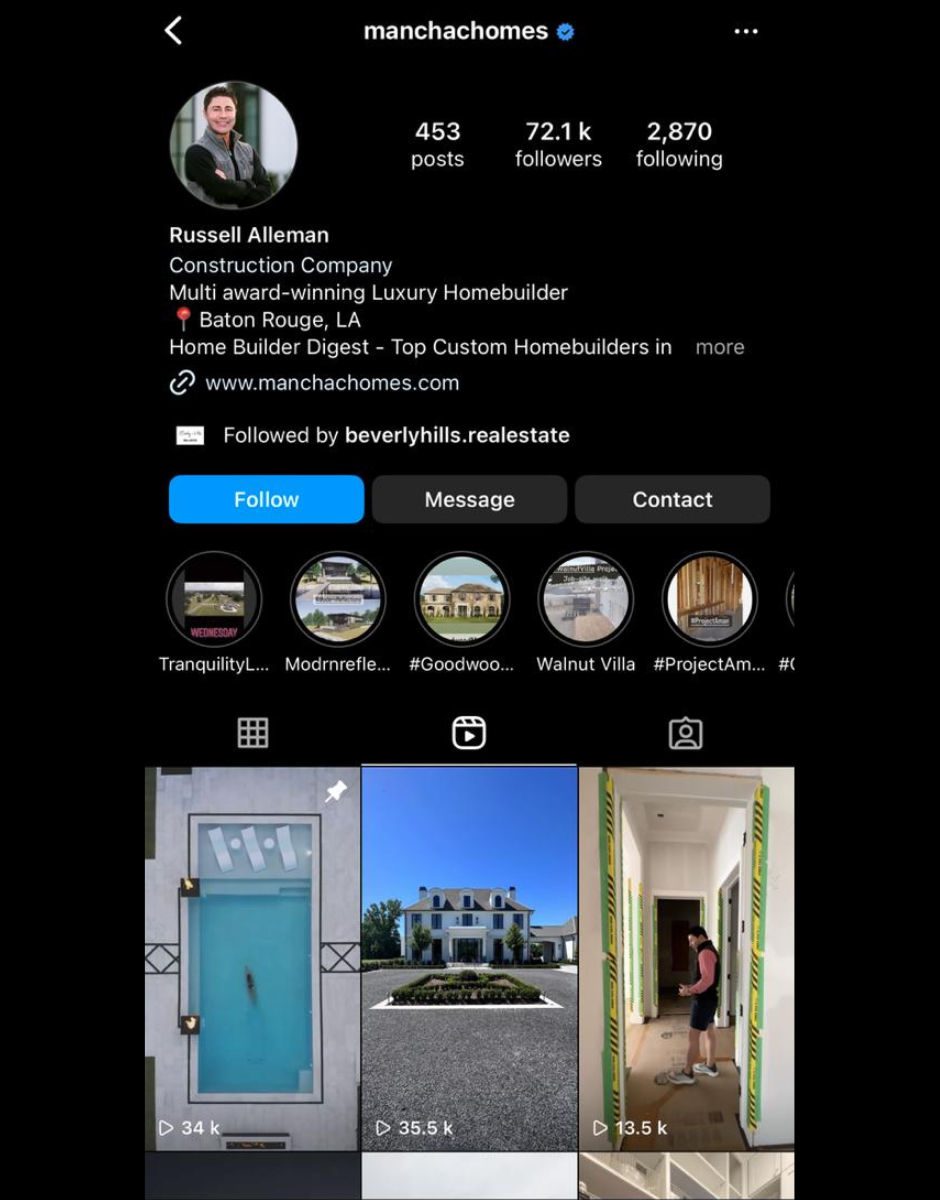 manchachomes
453 72.1 k 2,870
posts followers following
Russell Alleman
Construction Company
Multi award-winning Luxury Homebuilder
📍 Baton Rouge, LA
Home Builder Digest - Top Custom Homebuilders in more
www.manchachomes.com
Followed by beverlyhills.realestate
Follow Message Contact
WEDNESDAY
#ProjectAman
TranquilityL... Modrnrefle... #Goodwoo... Walnut Villa #ProjectAm...
34 k 35.5 k 13.5 k